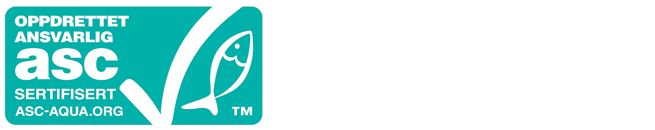 OPPDRETTET
ANSVARLIG
asc
SERTIFISERT
ASC-AQUA.ORG
TM